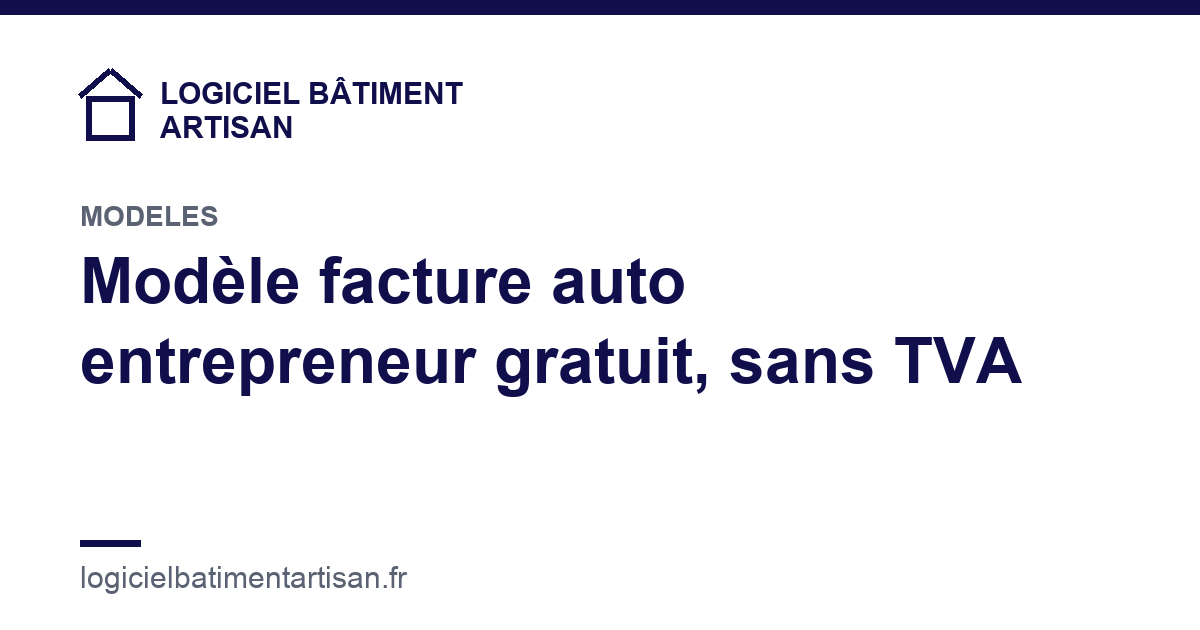 LOGICIEL BÂTIMENT
ARTISAN
MODELES
Modèle facture auto
entrepreneur gratuit, sans TVA
logicielbatimentartisan.fr